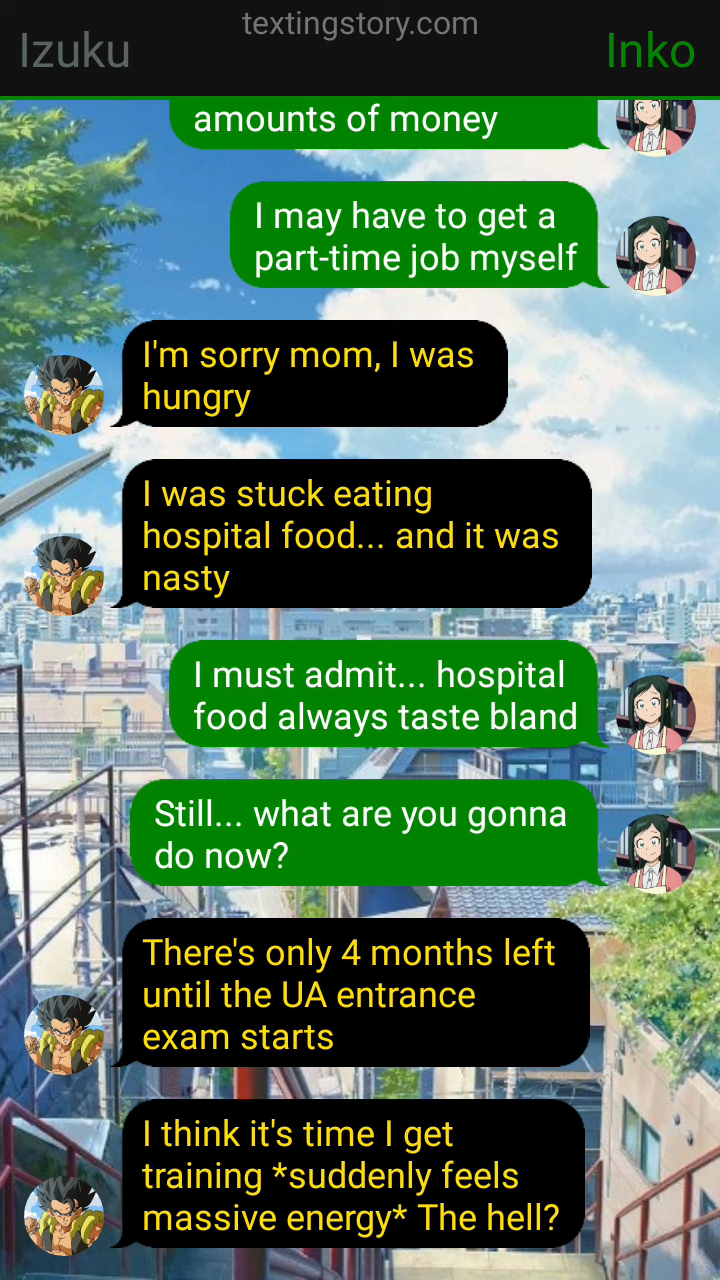 textingstory.com
Izuku
Inko
amounts of money
I may have to get a
part-time job myself
I'm sorry mom, I was
hungry
I was stuck eating
hospital food... and it was
nasty
I must admit... hospital
food always taste bland
Still... what are you gonna
do now?
There's only 4 months left
until the UA entrance
exam starts
I think it's time I get
training *suddenly feels
massive energy* The hell?